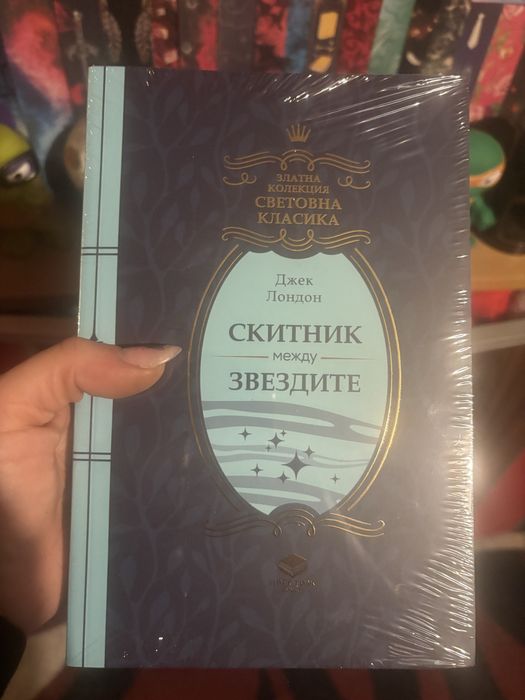 ЗЛАТНА
КОЛЕКЦИЯ
СВЕТОВНА
КЛАСИКА
Джек
Лондон
СКИТНИК
между
ЗВЕЗДИТЕ